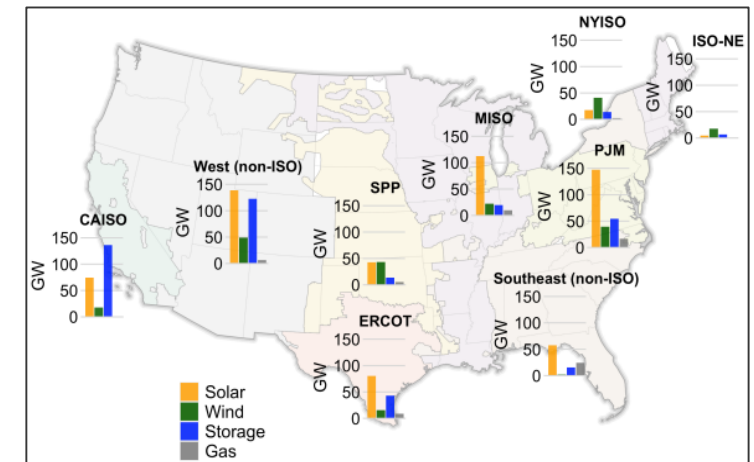 NYISO
150
100
50
0
GW
ISO-NE
150
100
50
0
GW
MISO
150
100
50
0
GW
PJM
150
100
50
0
GW
West (non-ISO)
150
100
50
0
GW
SPP
150
100
50
0
GW
CAISO
150
100
50
0
GW
Southeast (non-ISO)
150
100
50
0
GW
ERCOT
150
100
50
0
GW
Solar
Wind
Storage
Gas